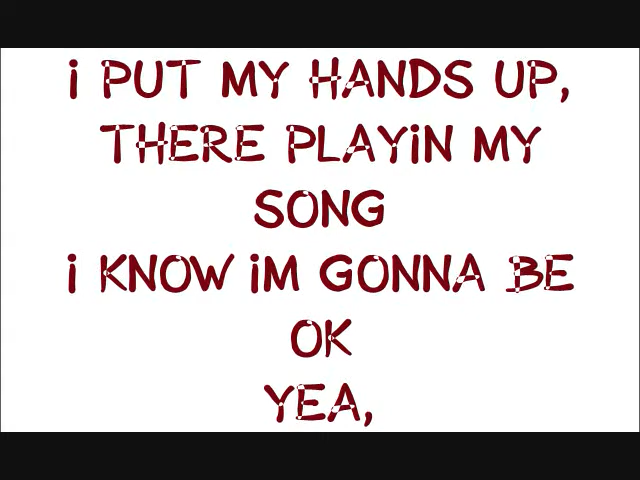 i PUT MY HANDS UP,
THERE PLAYiN MY
SONG
i KNOW iM GONNA BE
OK
YEA,